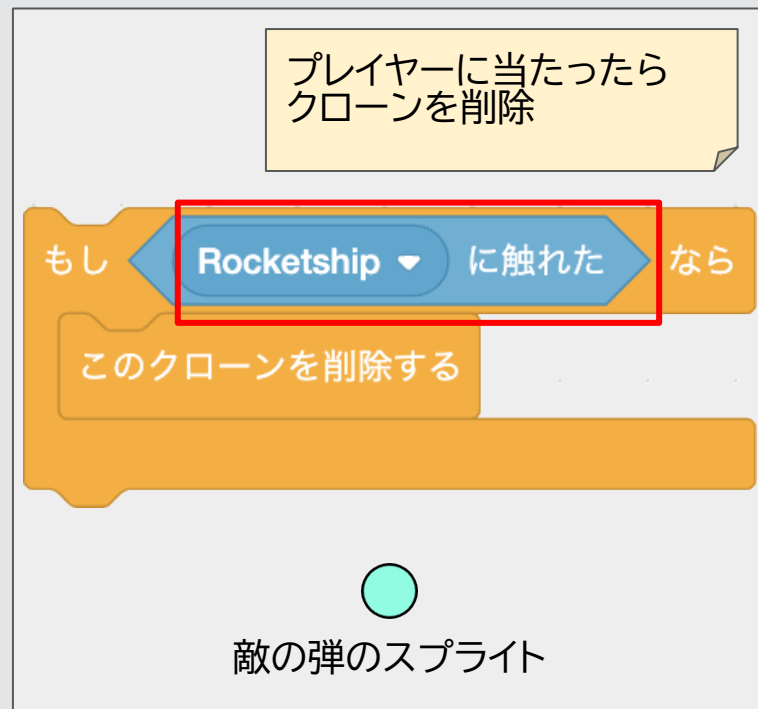 プレイヤーに当たったら
クローンを削除
もし Rocketship に触れた なら
このクローンを削除する
敵の弾のスプライト